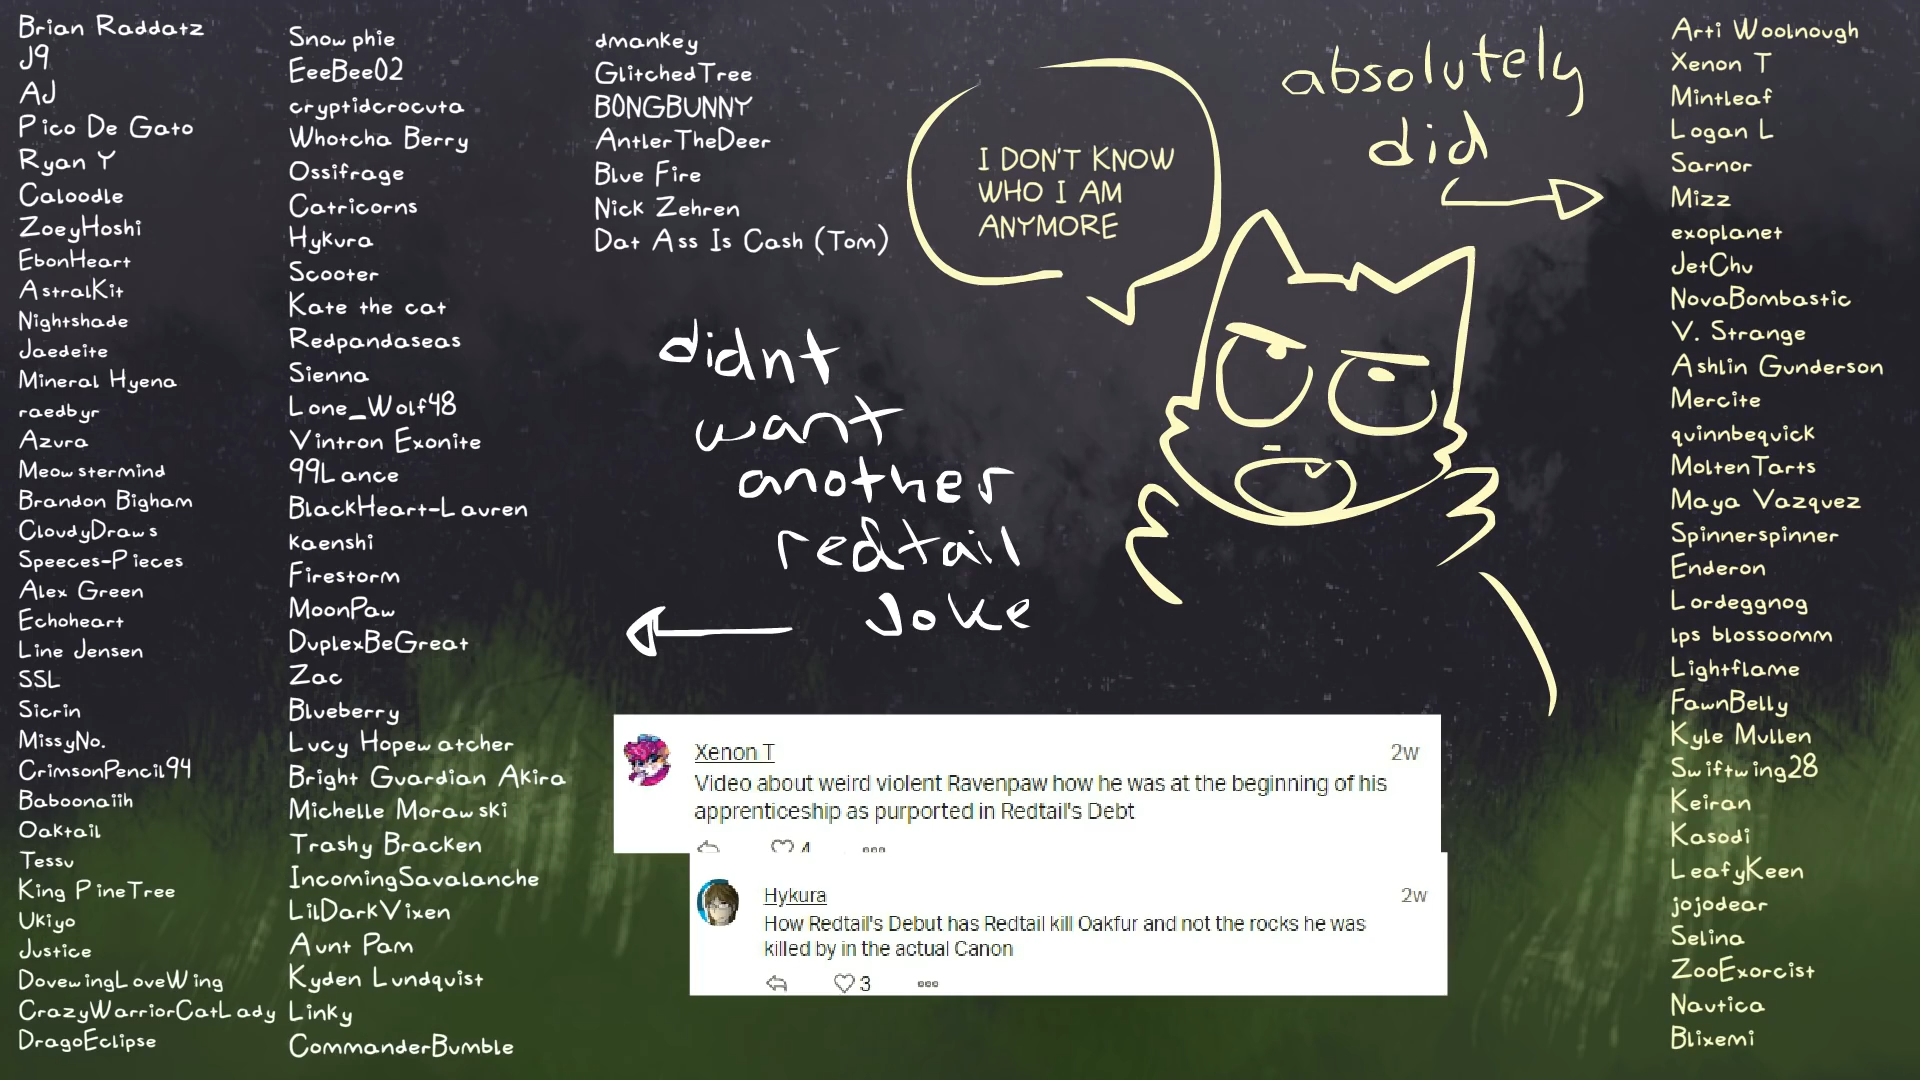 Brian Raddatz
J9
AJ
Pico De Gato
Ryan Y
Caloodle
ZoeyHoshi
EbonHeart
AstralKit
Nightshade
Jaedeite
Mineral Hyena
raedbyr
Azura
Meowstermind
Brandon Bigham
CloudyDraws
Speeces-Pieces
Alex Green
Echoheart
Line Jensen
SSL
Sicrin
MissyNo.
CrimsonPencil94
Baboonaiih
Oaktail
Tessu
King PineTree
Ukiyo
Justice
DovewingLoveWing
CrazyWarriorCatLady
DragoEclipse
Snowphie
EeeBee02
cryptidcrocuta
Whotcha Berry
Ossifrage
Catricorns
Hykura
Scooter
Kate the cat
Redpandaseas
Sienna
Lone_Wolf48
Vintron Exonite
99Lance
BlackHeart-Lauren
kaenshi
Firestorm
MoonPaw
DuplexBeGreat
Zac
Blueberry
Lucy Hopewatcher
Bright Guardian Akira
Michelle Morawski
Trashy Bracken
IncomingSavalanche
LilDarkVixen
Aunt Pam
Kyden Lundquist
Linky
CommanderBumble
dmankey
GlitchedTree
BONGBUNNY
AntlerTheDeer
Blue Fire
Nick Zehren
Dat Ass Is Cash (Tom)
didnt
want
another
redtail
Joke
I DON'T KNOW
WHO I AM
ANYMORE
absolutely
did
Xenon T
2w
Video about weird violent Ravenpaw how he was at the beginning of his
apprenticeship as purported in Redtail's Debt
4
Hykura
2w
How Redtail's Debut has Redtail kill Oakfur and not the rocks he was
killed by in the actual Canon
3
Arti Woolnough
Xenon T
Mintleaf
Logan L
Sarnor
Mizz
exoplanet
JetChu
NovaBombastic
V. Strange
Ashlin Gunderson
Mercite
quinnbequick
MoltenTarts
Maya Vazquez
Spinnerspinner
Enderon
Lordeggnog
lps blossoomm
Lightflame
FawnBelly
Kyle Mullen
Swiftwing28
Keiran
Kasodi
LeafyKeen
jojodear
Selina
ZooExorcist
Nautica
Blixemi